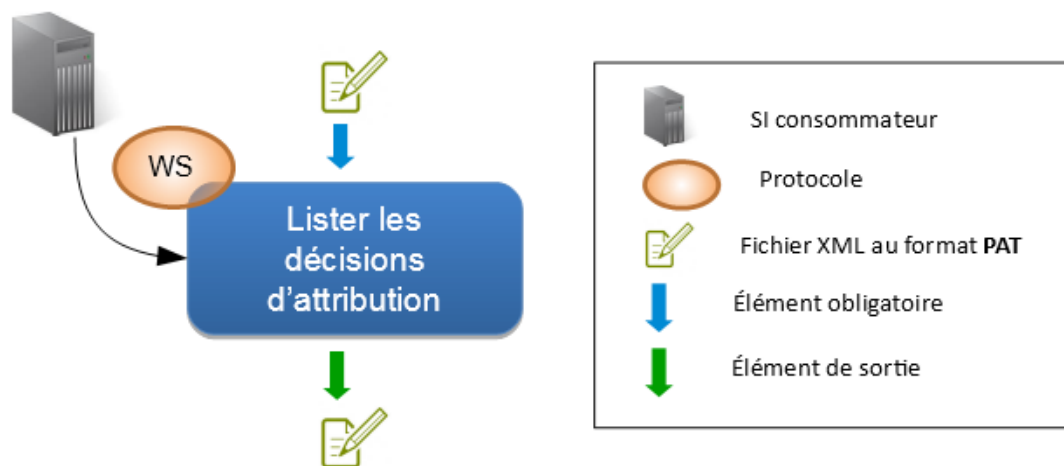 WS
Lister les
décisions
d'attribution
SI consommateur
Protocole
Fichier XML au format PAT
Élément obligatoire
Élément de sortie